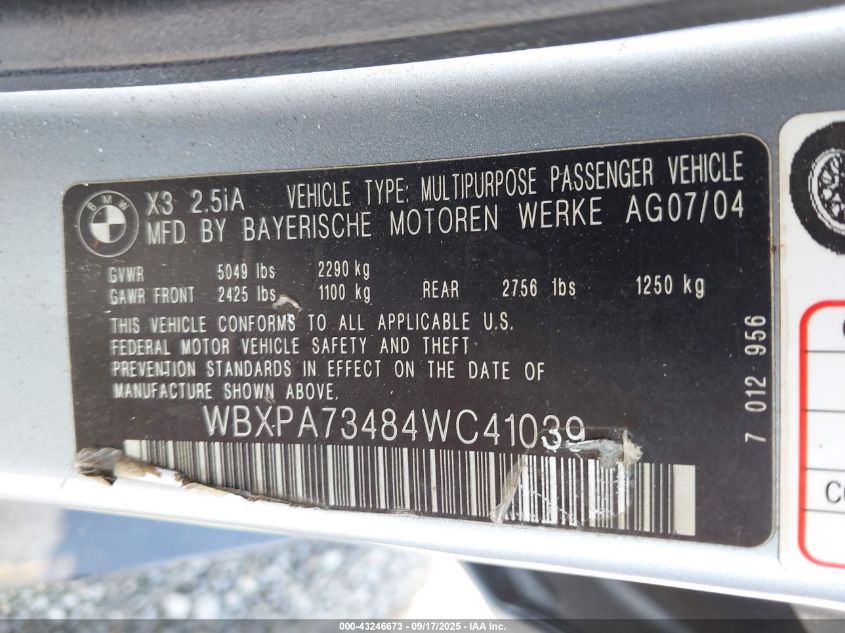 BMW
X3 2.5iA VEHICLE TYPE: MULTIPURPOSE PASSENGER VEHICLE
MFD BY BAYERISCHE MOTOREN WERKE AG07/04
GVWR 5049 lbs 2290 kg
GAWR FRONT 2425 lbs 1100 kg REAR 2756 lbs 1250 kg
THIS VEHICLE CONFORMS TO ALL APPLICABLE U.S.
FEDERAL MOTOR VEHICLE SAFETY AND THEFT
PREVENTION STANDARDS IN EFFECT ON THE DATE OF
MANUFACTURE SHOWN ABOVE.
WBXPA73484WC41039
7 012 956
000-43246673 - 09/17/2025 - IAA Inc.